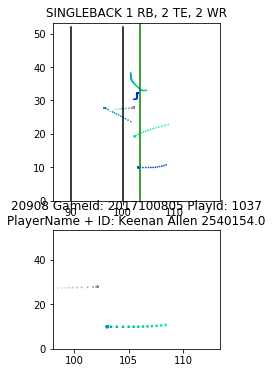 SINGLEBACK 1 RB, 2 TE, 2 WR
50
40
30
20
10
0
90 100 110
20908 GameId: 2017100805 PlayId: 1037
PlayerName + ID: Keenan Allen 2540154.0
40
20
0
100 105 110